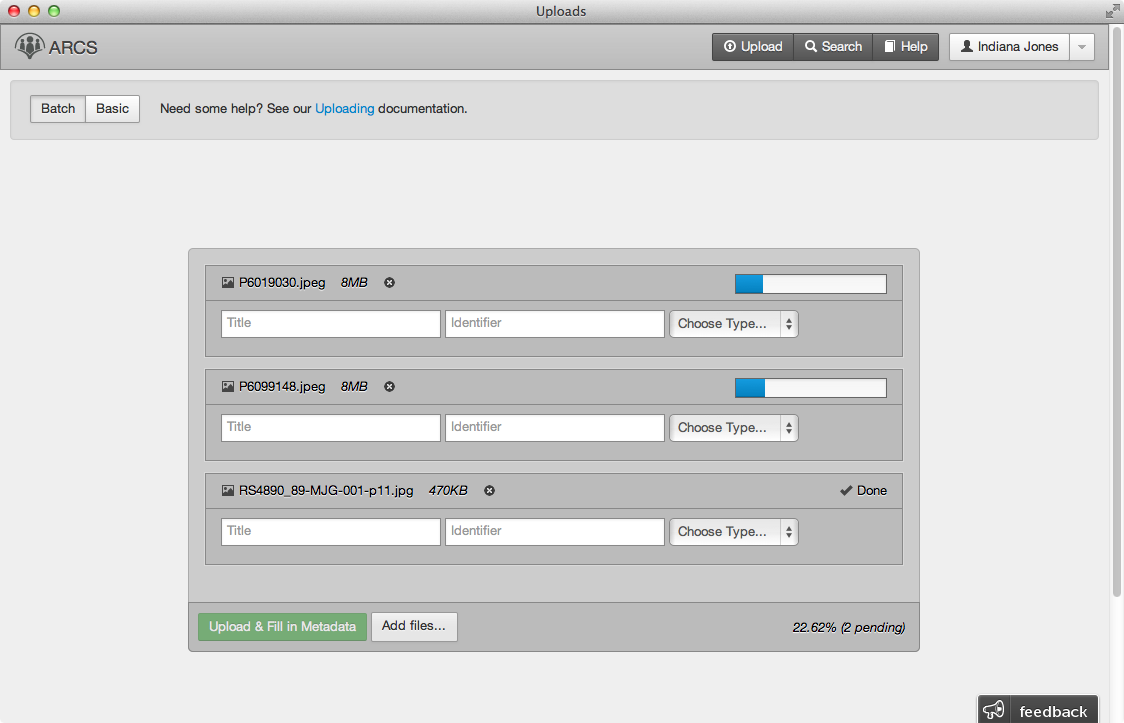 Uploads
ARCS Upload Search Help Indiana Jones
Batch Basic Need some help? See our Uploading documentation.
P6019030.jpeg 8MB
Title Identifier Choose Type...
P6099148.jpeg 8MB
Title Identifier Choose Type...
RS4890_89-MJG-001-p11.jpg 470KB Done
Title Identifier Choose Type...
Upload & Fill in Metadata Add files... 22.62% (2 pending)
feedback